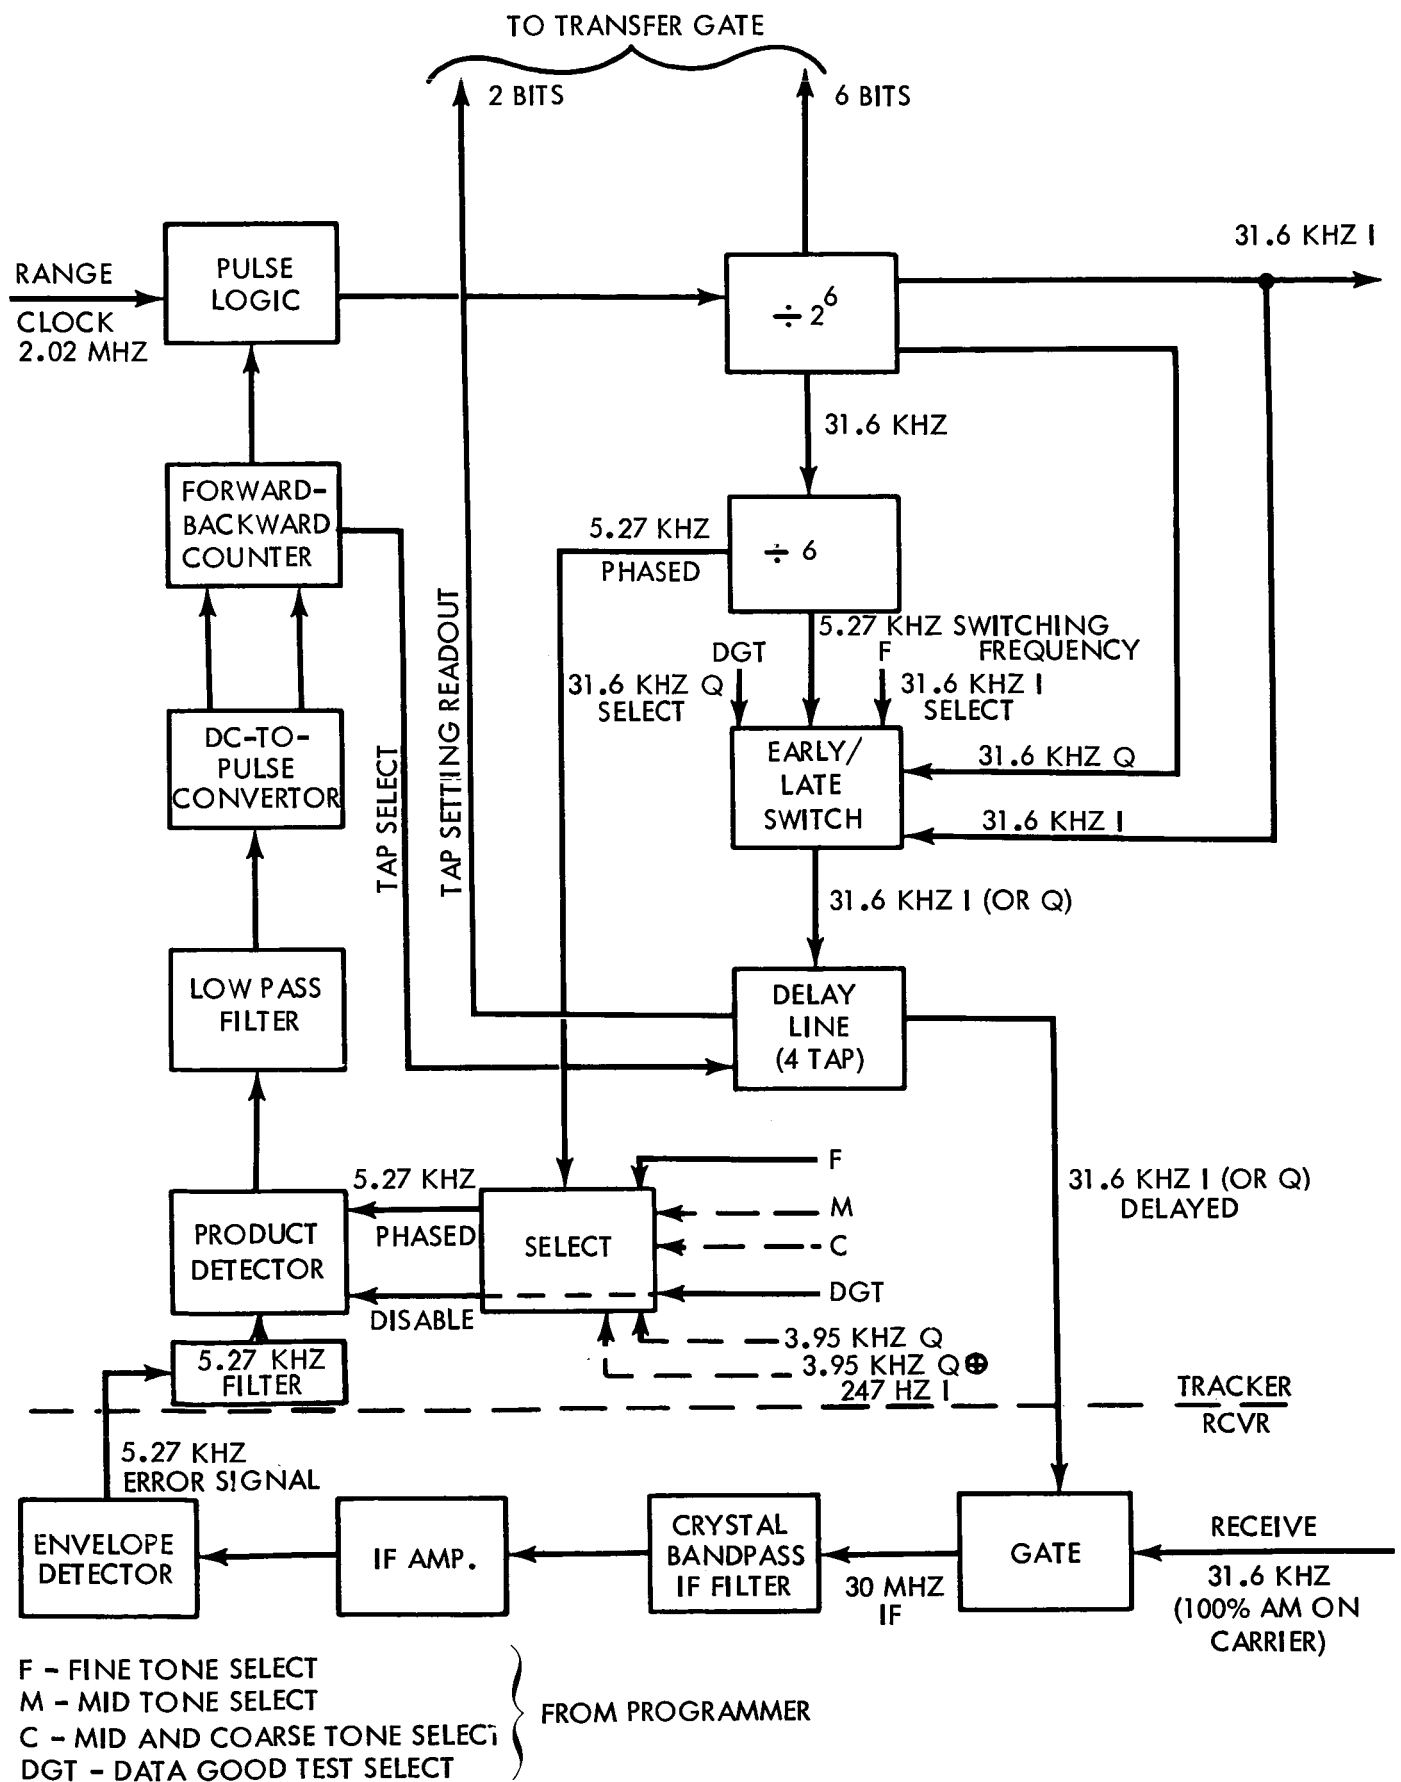 TO TRANSFER GATE
2 BITS
6 BITS
31.6 KHZ I
RANGE
CLOCK
2.02 MHZ
PULSE
LOGIC
÷ 2⁶
31.6 KHZ
FORWARD-
BACKWARD
COUNTER
5.27 KHZ
PHASED
÷ 6
5.27 KHZ SWITCHING
FREQUENCY
DGT
31.6 KHZ Q
SELECT
F
31.6 KHZ I
SELECT
TAP SELECT
TAP SETTING READOUT
DC-TO-
PULSE
CONVERTOR
EARLY/
LATE
SWITCH
31.6 KHZ Q
31.6 KHZ I
31.6 KHZ I (OR Q)
LOW PASS
FILTER
DELAY
LINE
(4 TAP)
31.6 KHZ I (OR Q)
DELAYED
5.27 KHZ
PHASED
PRODUCT
DETECTOR
SELECT
F
M
C
DGT
DISABLE
3.95 KHZ Q
3.95 KHZ Q ⊕
247 HZ I
5.27 KHZ
FILTER
TRACKER
RCVR
5.27 KHZ
ERROR SIGNAL
ENVELOPE
DETECTOR
IF AMP.
CRYSTAL
BANDPASS
IF FILTER
30 MHZ
IF
GATE
RECEIVE
31.6 KHZ
(100% AM ON
CARRIER)
F - FINE TONE SELECT
M - MID TONE SELECT
C - MID AND COARSE TONE SELECT
DGT - DATA GOOD TEST SELECT
FROM PROGRAMMER